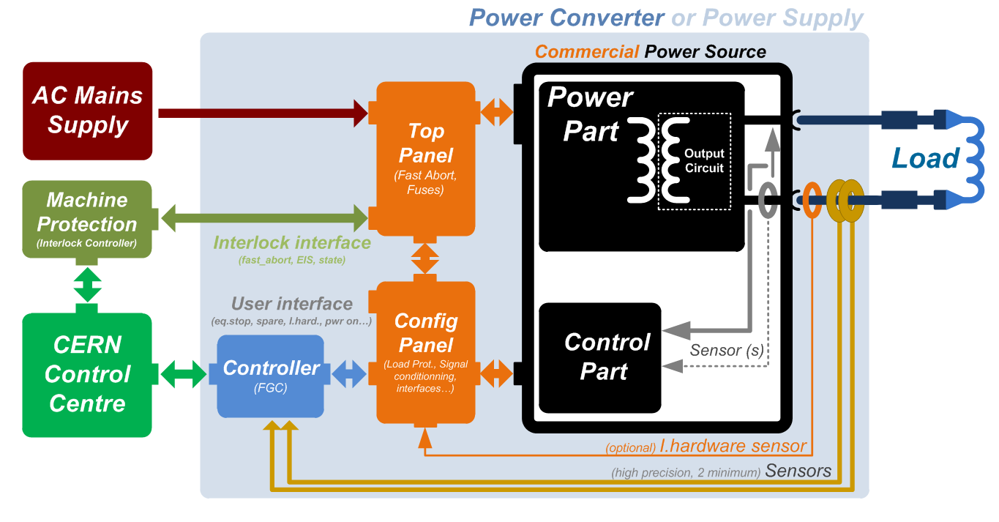 Power Converter or Power Supply
Commercial Power Source
AC Mains
Supply
Power
Part
Output
Circuit
Load
Top
Panel
(Fast Abort,
Fuses)
Machine
Protection
(Interlock Controller)
Interlock interface
(fast_abort, EIS, state)
User interface
(eq.stop, spare, I.hard., pwr on…)
CERN
Control
Centre
Controller
(FGC)
Config
Panel
(Load Prot., Signal
conditionning,
interfaces…)
Control
Part
Sensor (s)
(optional) I.hardware sensor
(high precision, 2 minimum) Sensors